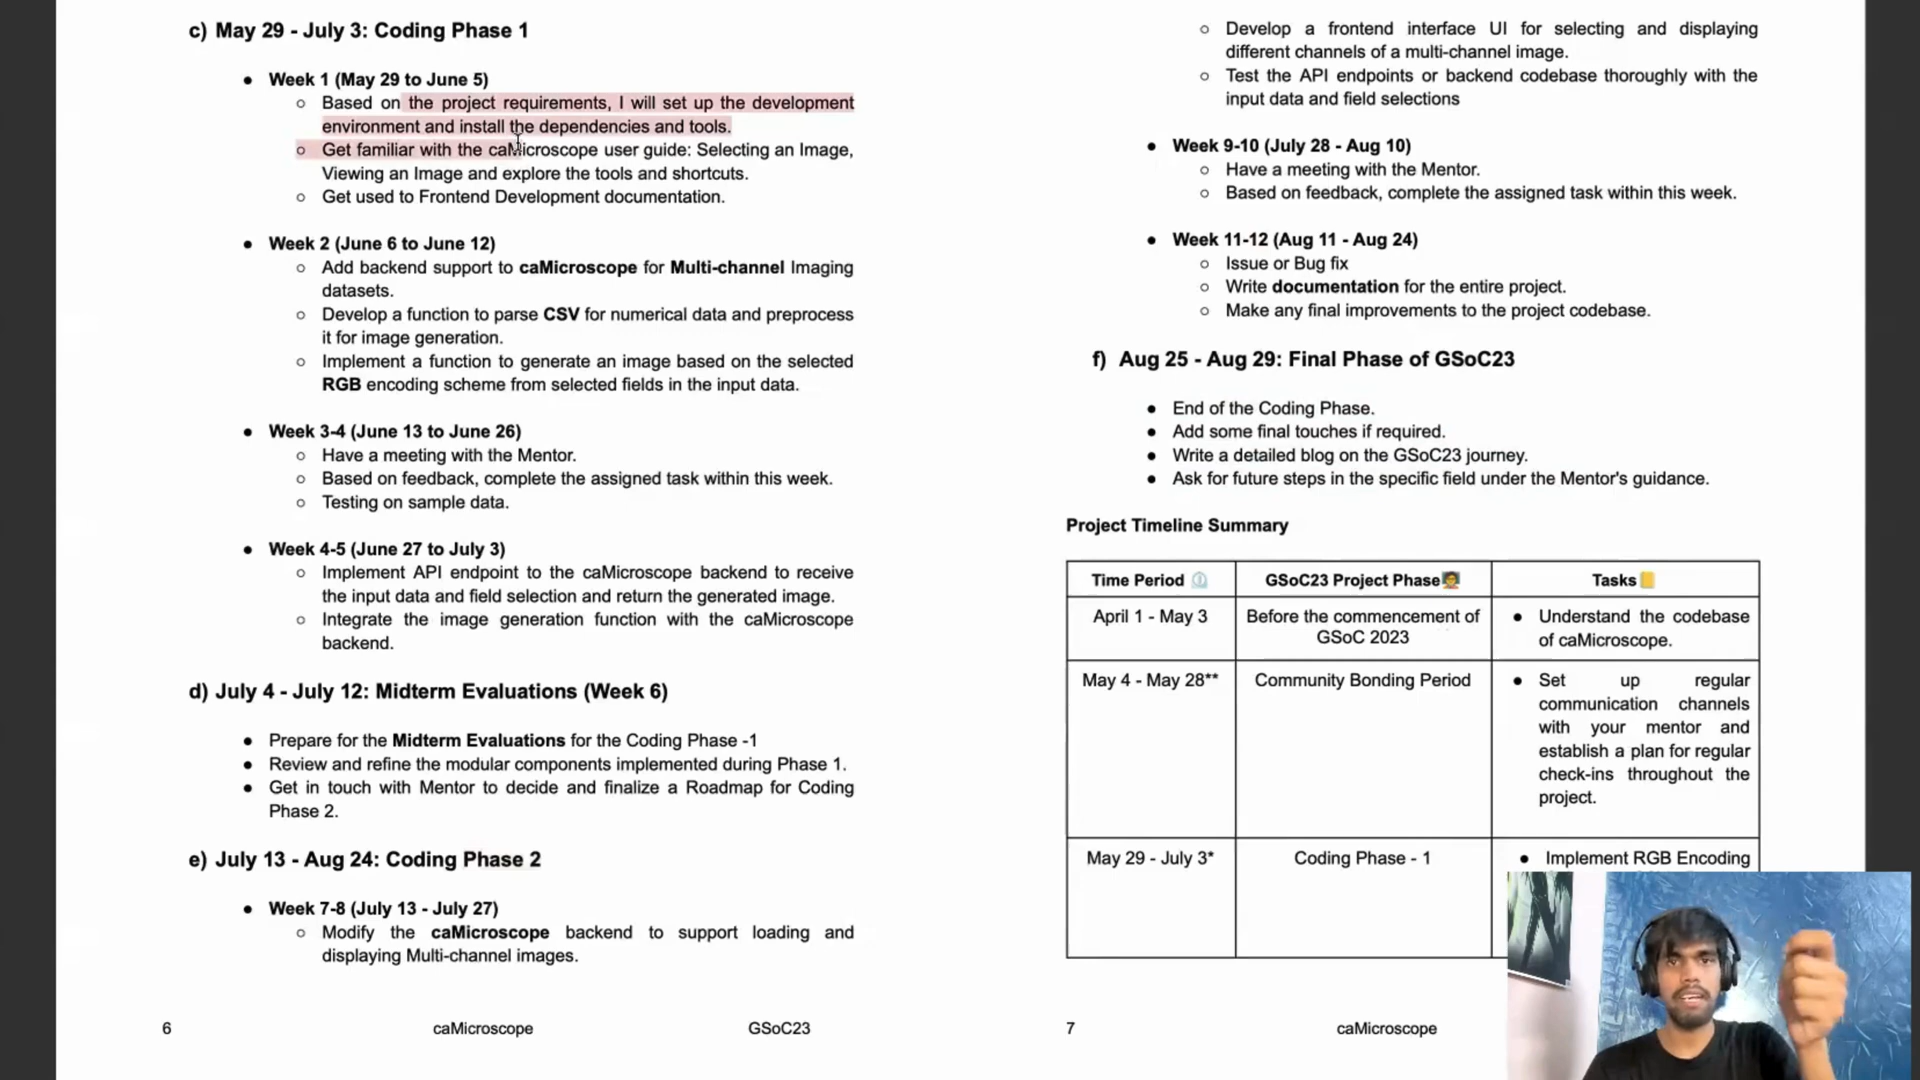 c) May 29 - July 3: Coding Phase 1
● Week 1 (May 29 to June 5)
○ Based on the project requirements, I will set up the development
environment and install the dependencies and tools.
○ Get familiar with the caMicroscope user guide: Selecting an Image,
Viewing an Image and explore the tools and shortcuts.
○ Get used to Frontend Development documentation.
● Week 2 (June 6 to June 12)
○ Add backend support to caMicroscope for Multi-channel Imaging
datasets.
○ Develop a function to parse CSV for numerical data and preprocess
it for image generation.
○ Implement a function to generate an image based on the selected
RGB encoding scheme from selected fields in the input data.
● Week 3-4 (June 13 to June 26)
○ Have a meeting with the Mentor.
○ Based on feedback, complete the assigned task within this week.
○ Testing on sample data.
● Week 4-5 (June 27 to July 3)
○ Implement API endpoint to the caMicroscope backend to receive
the input data and field selection and return the generated image.
○ Integrate the image generation function with the caMicroscope
backend.
d) July 4 - July 12: Midterm Evaluations (Week 6)
● Prepare for the Midterm Evaluations for the Coding Phase -1
● Review and refine the modular components implemented during Phase 1.
● Get in touch with Mentor to decide and finalize a Roadmap for Coding
Phase 2.
e) July 13 - Aug 24: Coding Phase 2
● Week 7-8 (July 13 - July 27)
○ Modify the caMicroscope backend to support loading and
displaying Multi-channel images.
6 caMicroscope GSoC23
○ Develop a frontend interface UI for selecting and displaying
different channels of a multi-channel image.
○ Test the API endpoints or backend codebase thoroughly with the
input data and field selections
● Week 9-10 (July 28 - Aug 10)
○ Have a meeting with the Mentor.
○ Based on feedback, complete the assigned task within this week.
● Week 11-12 (Aug 11 - Aug 24)
○ Issue or Bug fix
○ Write documentation for the entire project.
○ Make any final improvements to the project codebase.
f) Aug 25 - Aug 29: Final Phase of GSoC23
● End of the Coding Phase.
● Add some final touches if required.
● Write a detailed blog on the GSoC23 journey.
● Ask for future steps in the specific field under the Mentor's guidance.
Project Timeline Summary
Time Period GSoC23 Project Phase Tasks
April 1 - May 3
Before the commencement of
GSoC 2023
● Understand the codebase
of caMicroscope.
May 4 - May 28**
Community Bonding Period
● Set up regular
communication channels
with your mentor and
establish a plan for regular
check-ins throughout the
project.
May 29 - July 3*
Coding Phase - 1
● Implement RGB Encoding
7 caMicroscope